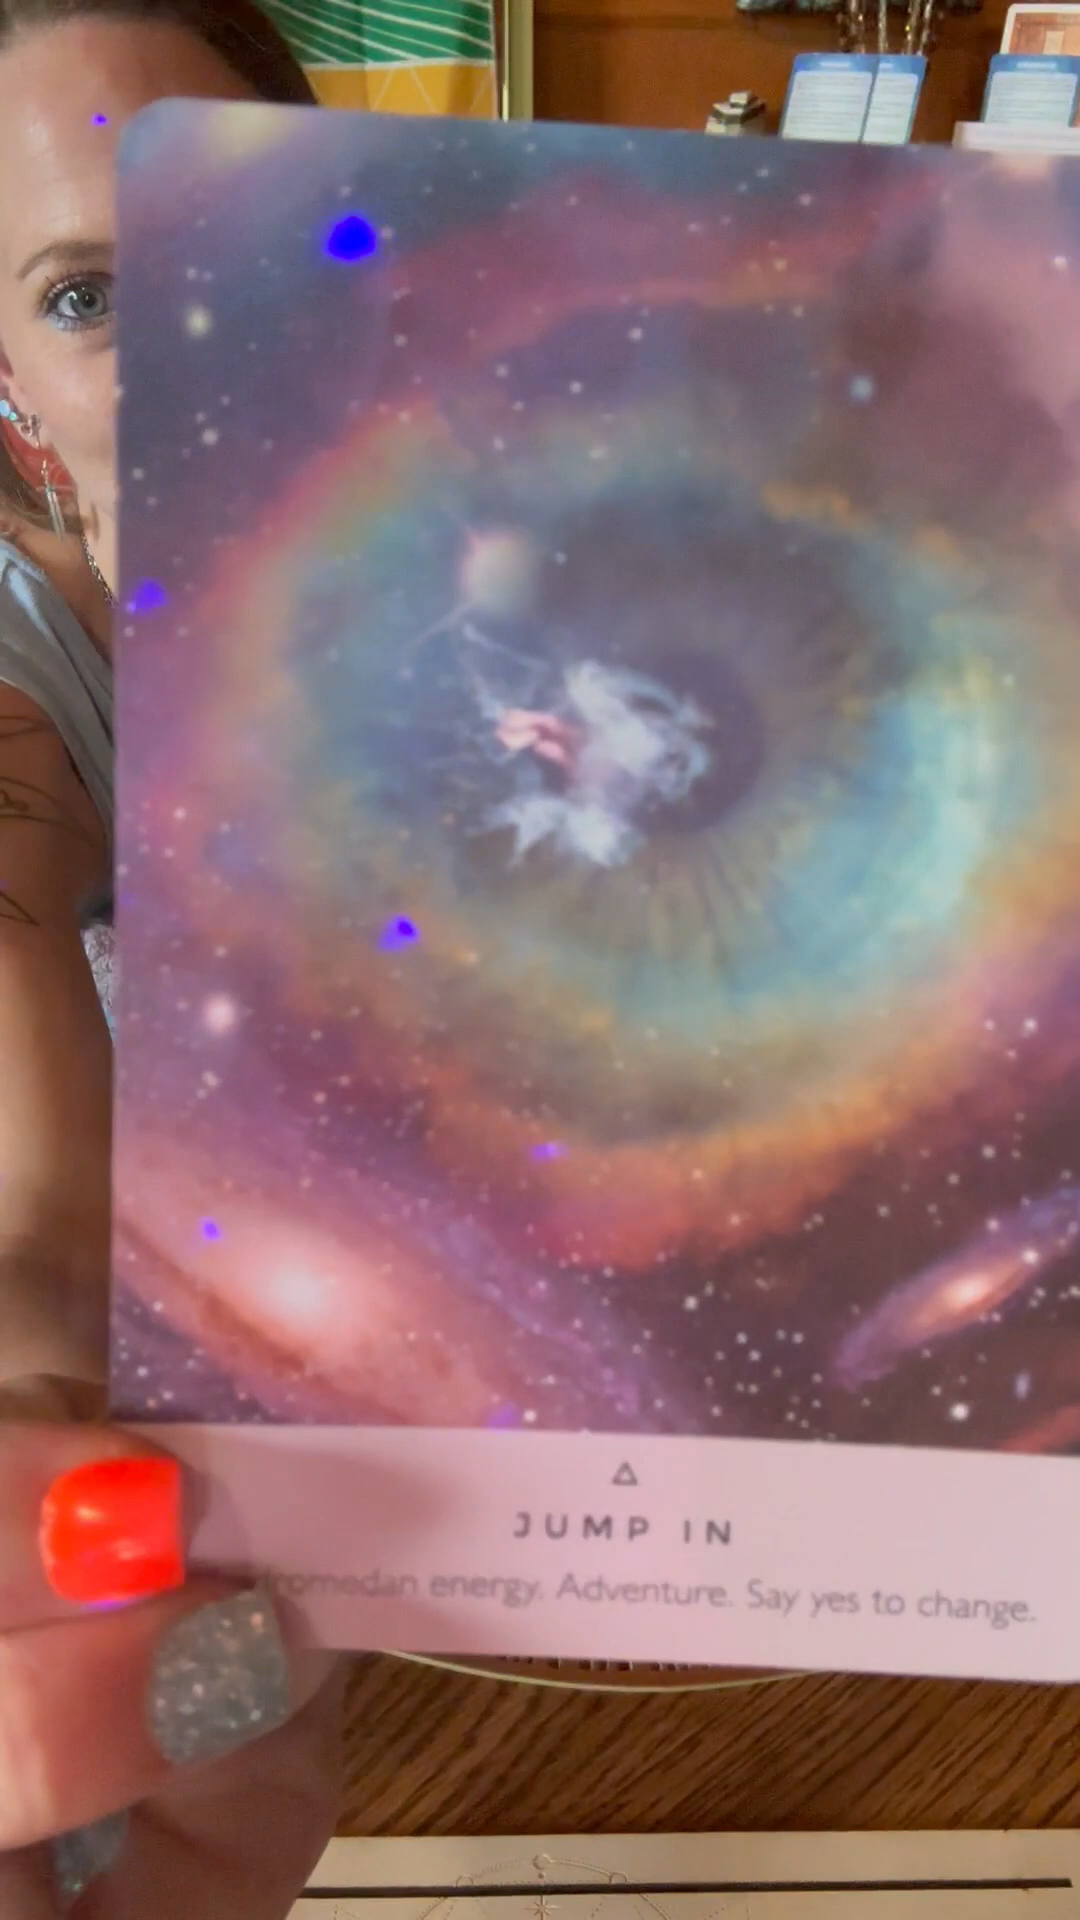 JUMP IN
energy. Adventure. Say yes to change.